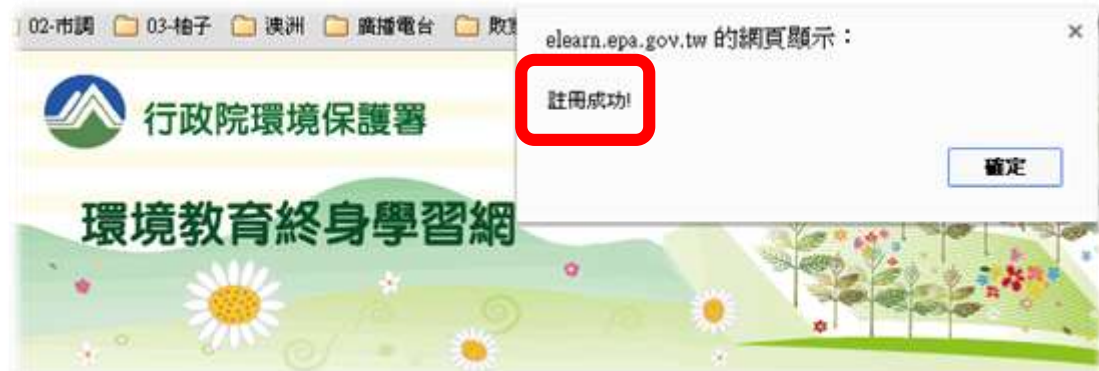 02-市調 03-柚子 澳洲 廣播電台
elearn.epa.gov.tw 的網頁顯示：
註冊成功!
確定
行政院環境保護署
環境教育終身學習網